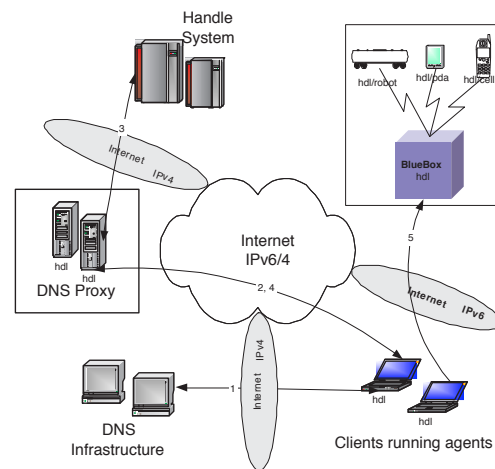 Handle
System
hdl/robot
hdl/pda
hdl/cell
BlueBox
hdl
3
Internet IPv4
Internet
IPv6/4
5
hdl
hdl
DNS Proxy
2, 4
Internet IPv6
Internet IPv4
1
hdl
hdl
DNS
Infrastructure
Clients running agents